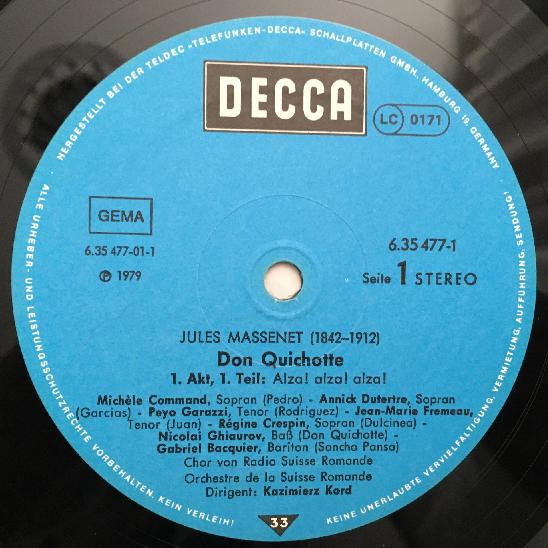 HERGESTELLT BEI DER TELDEC »TELEFUNKEN-DECCA« SCHALLPLATTEN GMBH, HAMBURG 19, GERMANY
DECCA
LC 0171
GEMA
6.35 477-01-1
℗ 1979
6.35 477-1
Seite 1 STEREO
JULES MASSENET (1842–1912)
Don Quichotte
1. Akt, 1. Teil: Alza! alza! alza!
Michèle Command, Sopran (Pedro) - Annick Dutertre, Sopran
(Garcias) - Peyo Garazzi, Tenor (Rodriguez) - Jean-Marie Fremeau,
Tenor (Juan) - Régine Crespin, Sopran (Dulcinea) -
Nicolai Ghiaurov, Baß (Don Quichotte) -
Gabriel Bacquier, Bariton (Sancho Pansa)
Chor von Radio Suisse Romande
Orchestre de la Suisse Romande
Dirigent: Kazimierz Kord
33
ALLE URHEBER- UND LEISTUNGSSCHUTZRECHTE VORBEHALTEN. KEIN VERLEIH!
KEINE UNERLAUBTE VERVIELFÄLTIGUNG, VERMIETUNG, AUFFÜHRUNG, SENDUNG!